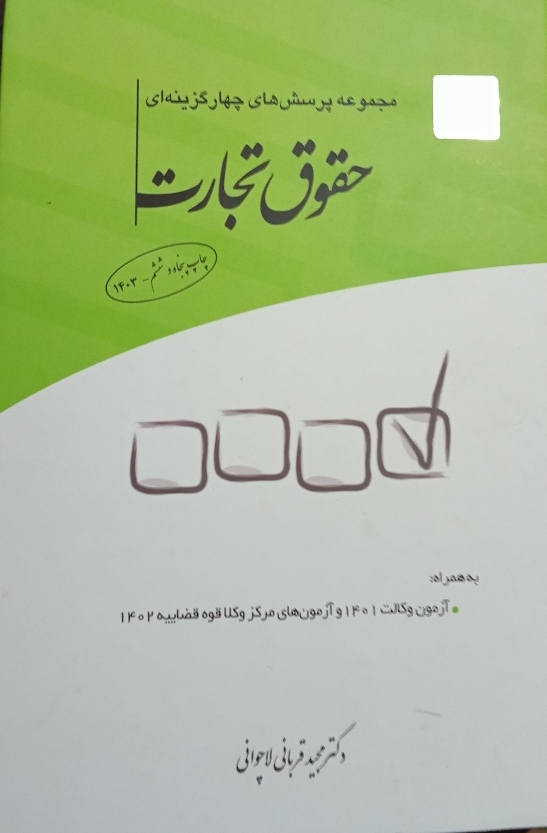 مجموعه پرسش‌های چهارگزینه‌ای
حقوق تجارت
چاپ پنجاه و ششم - ۱۴۰۳
به همراه:
• آزمون وکالت ۱۴۰۱ و آزمون‌های مرکز وکلا قوه قضاییه ۱۴۰۲
دکتر مجید قربانی لاچوانی